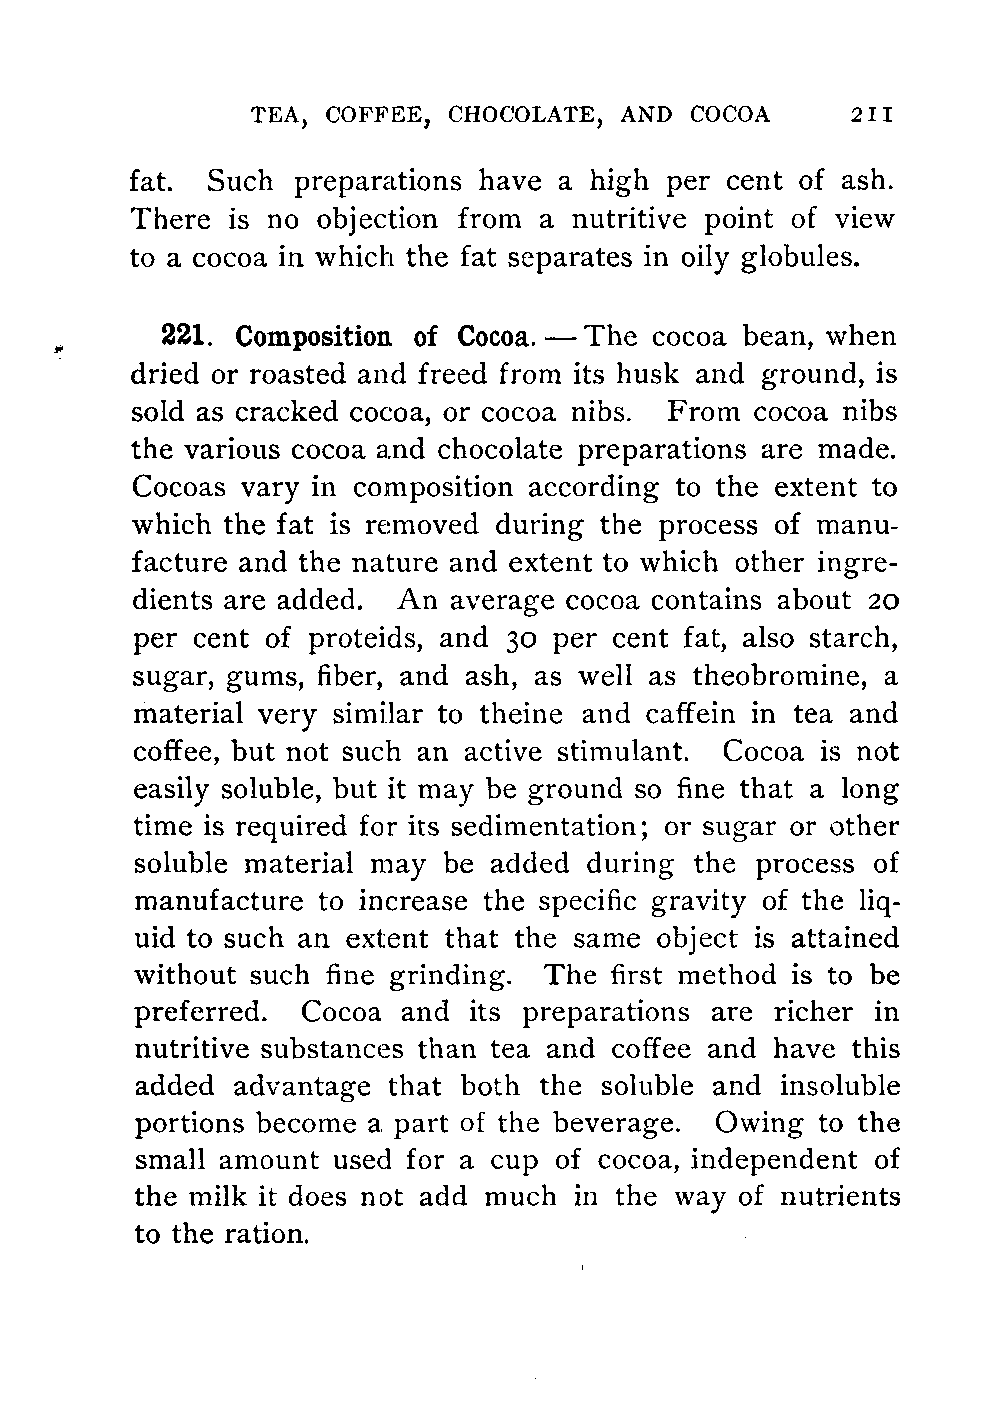 TEA, COFFEE, CHOCOLATE, AND COCOA 211
fat. Such preparations have a high per cent of ash.
There is no objection from a nutritive point of view
to a cocoa in which the fat separates in oily globules.
221. Composition of Cocoa. — The cocoa bean, when
dried or roasted and freed from its husk and ground, is
sold as cracked cocoa, or cocoa nibs. From cocoa nibs
the various cocoa and chocolate preparations are made.
Cocoas vary in composition according to the extent to
which the fat is removed during the process of manu-
facture and the nature and extent to which other ingre-
dients are added. An average cocoa contains about 20
per cent of proteids, and 30 per cent fat, also starch,
sugar, gums, fiber, and ash, as well as theobromine, a
material very similar to theine and caffein in tea and
coffee, but not such an active stimulant. Cocoa is not
easily soluble, but it may be ground so fine that a long
time is required for its sedimentation; or sugar or other
soluble material may be added during the process of
manufacture to increase the specific gravity of the liq-
uid to such an extent that the same object is attained
without such fine grinding. The first method is to be
preferred. Cocoa and its preparations are richer in
nutritive substances than tea and coffee and have this
added advantage that both the soluble and insoluble
portions become a part of the beverage. Owing to the
small amount used for a cup of cocoa, independent of
the milk it does not add much in the way of nutrients
to the ration.